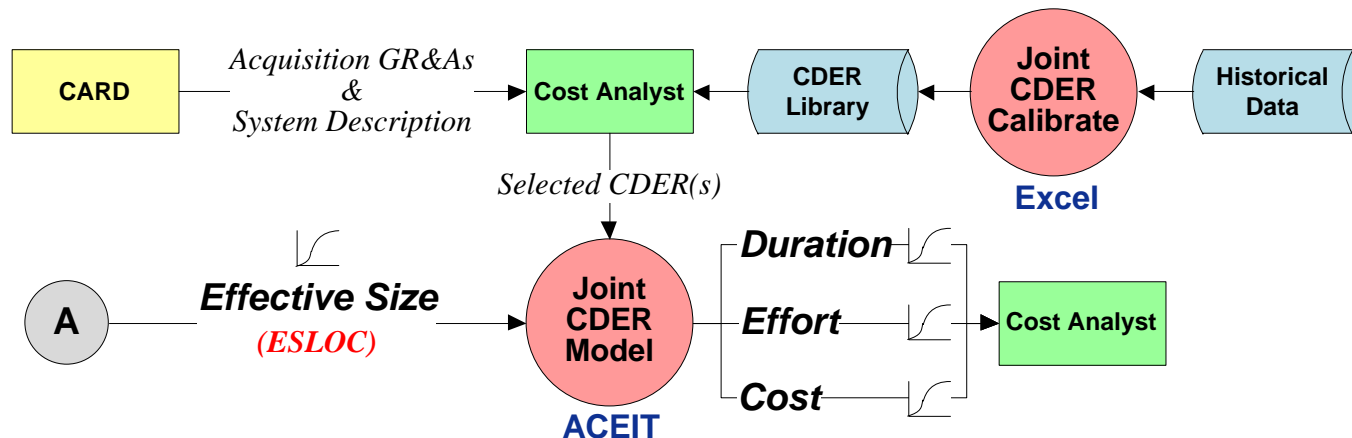 CARD
Acquisition GR&As
&
System Description
Cost Analyst
CDER
Library
Joint
CDER
Calibrate
Excel
Historical
Data
Selected CDER(s)
A
Effective Size
(ESLOC)
Joint
CDER
Model
ACEIT
Duration
Effort
Cost
Cost Analyst